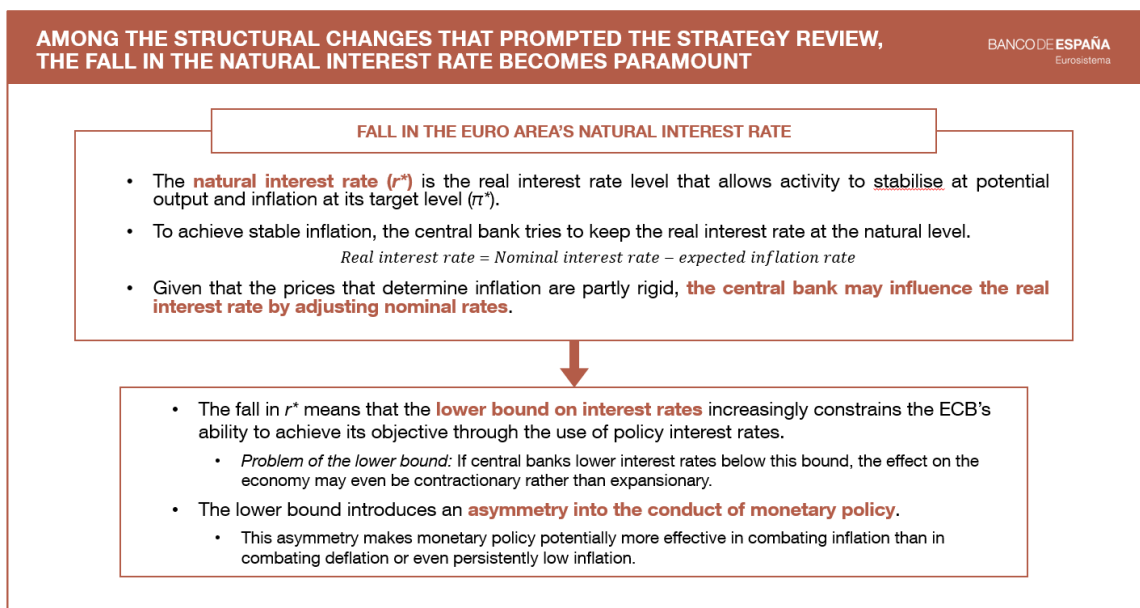 AMONG THE STRUCTURAL CHANGES THAT PROMPTED THE STRATEGY REVIEW,
THE FALL IN THE NATURAL INTEREST RATE BECOMES PARAMOUNT
BANCO DE ESPAÑA
Eurosistema
FALL IN THE EURO AREA'S NATURAL INTEREST RATE
• The natural interest rate (r*) is the real interest rate level that allows activity to stabilise at potential
output and inflation at its target level (π*).
• To achieve stable inflation, the central bank tries to keep the real interest rate at the natural level.
Real interest rate = Nominal interest rate − expected inflation rate
• Given that the prices that determine inflation are partly rigid, the central bank may influence the real
interest rate by adjusting nominal rates.
• The fall in r* means that the lower bound on interest rates increasingly constrains the ECB's
ability to achieve its objective through the use of policy interest rates.
• Problem of the lower bound: If central banks lower interest rates below this bound, the effect on the
economy may even be contractionary rather than expansionary.
• The lower bound introduces an asymmetry into the conduct of monetary policy.
• This asymmetry makes monetary policy potentially more effective in combating inflation than in
combating deflation or even persistently low inflation.